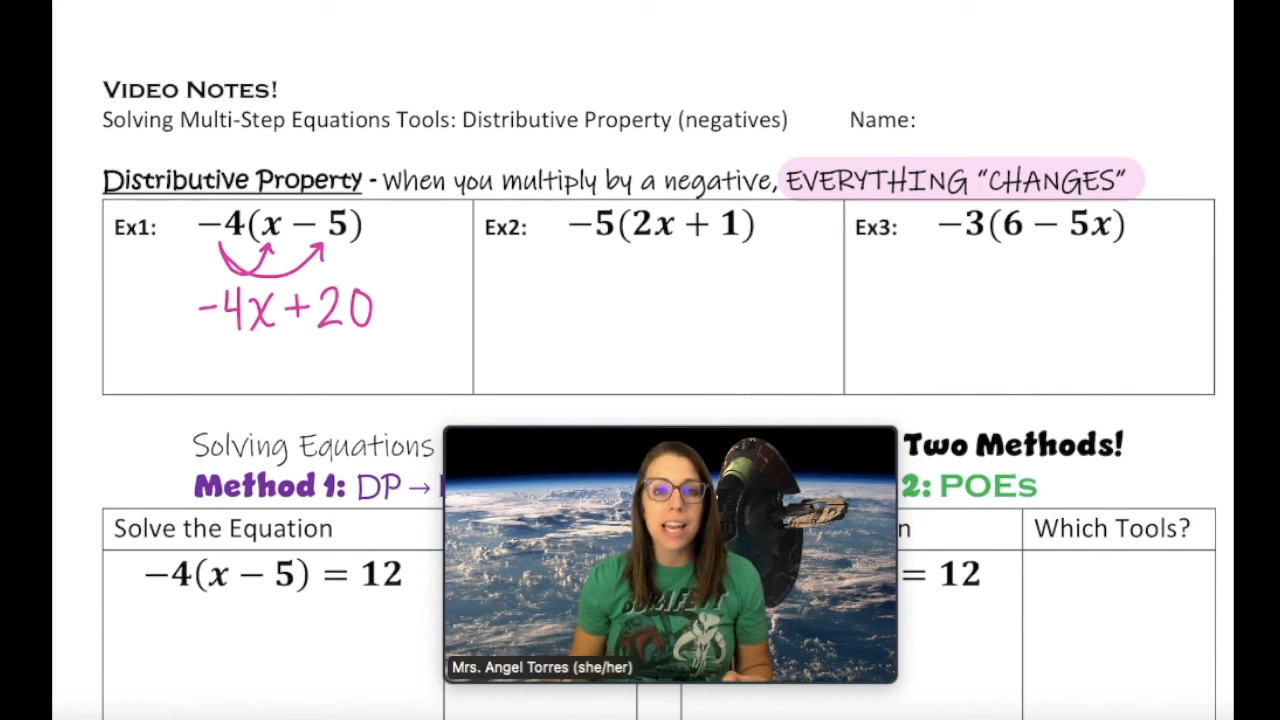 VIDEO NOTES!
Solving Multi-Step Equations Tools: Distributive Property (negatives) Name:
Distributive Property - When you multiply by a negative, EVERYTHING “CHANGES”
Ex1: −4(x − 5) Ex2: −5(2x + 1) Ex3: −3(6 − 5x)
-4x+20
Solving Equations Two Methods!
Method 1: DP → 2: POEs
Solve the Equation n Which Tools?
−4(x − 5) = 12 = 12
Mrs. Angel Torres (she/her)